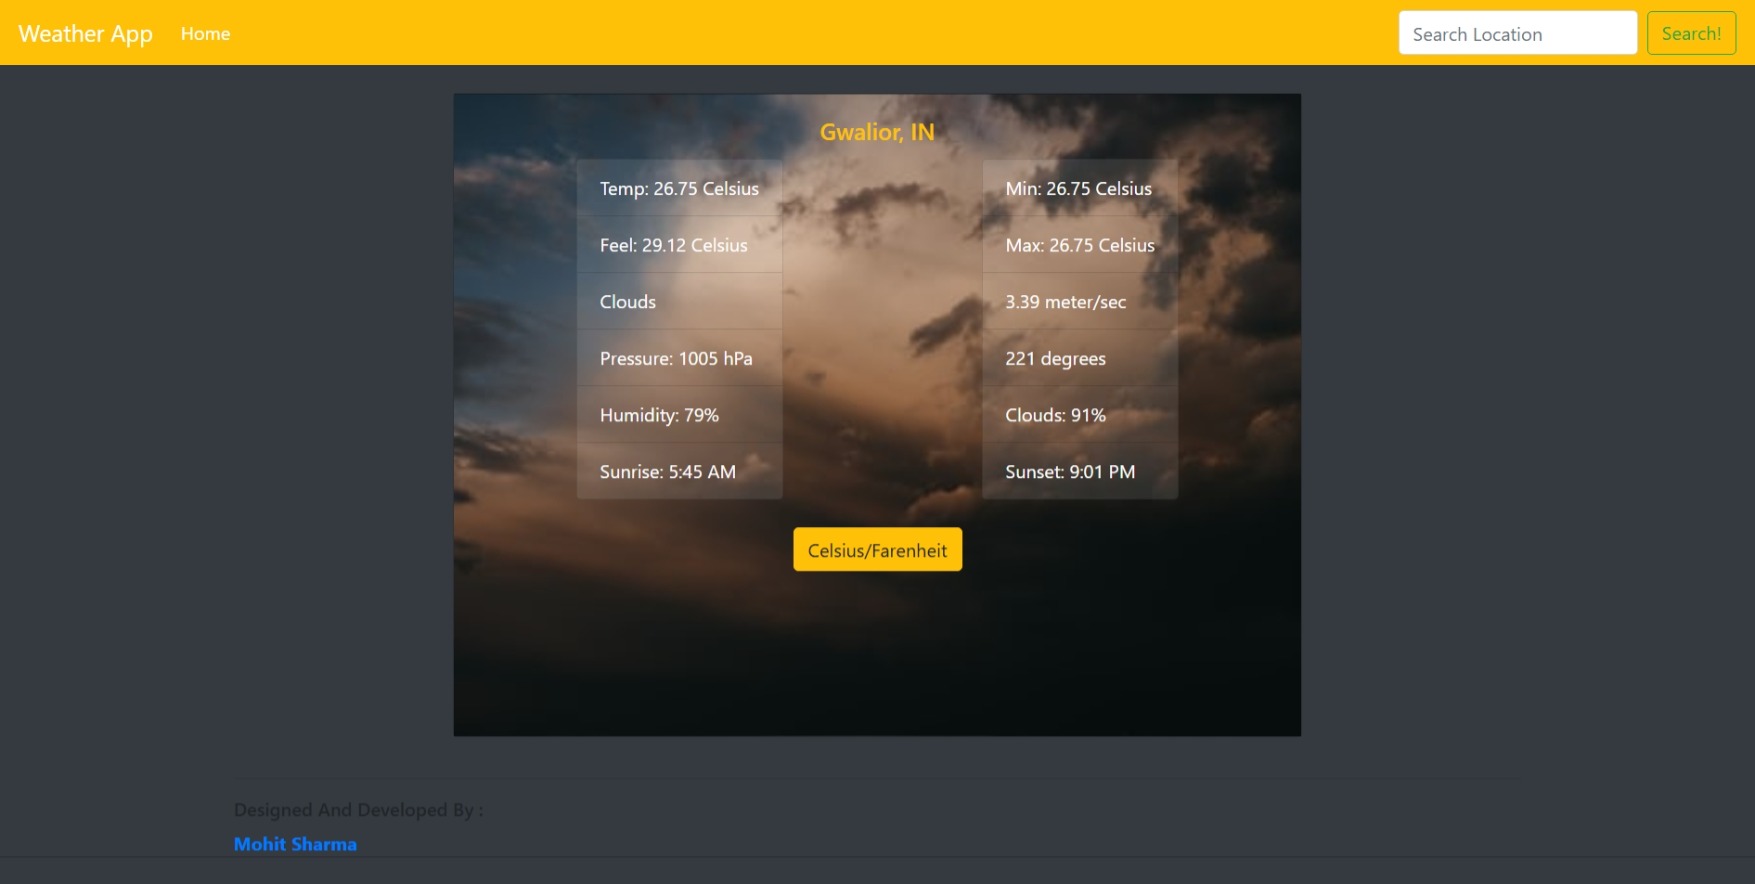 Weather App Home Search Location Search!
Gwalior, IN
Temp: 26.75 Celsius
Feel: 29.12 Celsius
Clouds
Pressure: 1005 hPa
Humidity: 79%
Sunrise: 5:45 AM
Min: 26.75 Celsius
Max: 26.75 Celsius
3.39 meter/sec
221 degrees
Clouds: 91%
Sunset: 9:01 PM
Celsius/Farenheit
Designed And Developed By :
Mohit Sharma